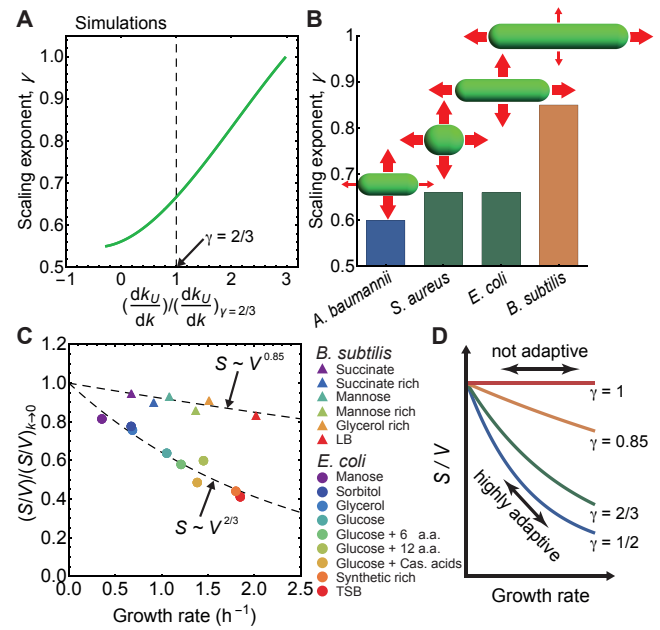 A
Simulations
Scaling exponent, γ
1.0
0.9
0.8
0.7
0.6
0.5
−1
0
1
2
3
γ = 2/3
(dk_U/dk)/(dk_U/dk)_{γ = 2/3}
B
Scaling exponent, γ
1
0.9
0.8
0.7
0.6
0.5
A. baumannii
S. aureus
E. coli
B. subtilis
C
(S/V)/(S/V)_{k→0}
1.2
1.0
0.8
0.6
0.4
0.2
0
0.0
0.5
1.0
1.5
2.0
2.5
Growth rate (h⁻¹)
S ~ V^{0.85}
S ~ V^{2/3}
B. subtilis
Succinate
Succinate rich
Mannose
Mannose rich
Glycerol rich
LB
E. coli
Manose
Sorbitol
Glycerol
Glucose
Glucose + 6 a.a.
Glucose + 12 a.a.
Glucose + Cas. acids
Synthetic rich
TSB
D
S / V
not adaptive
γ = 1
γ = 0.85
highly adaptive
γ = 2/3
γ = 1/2
Growth rate